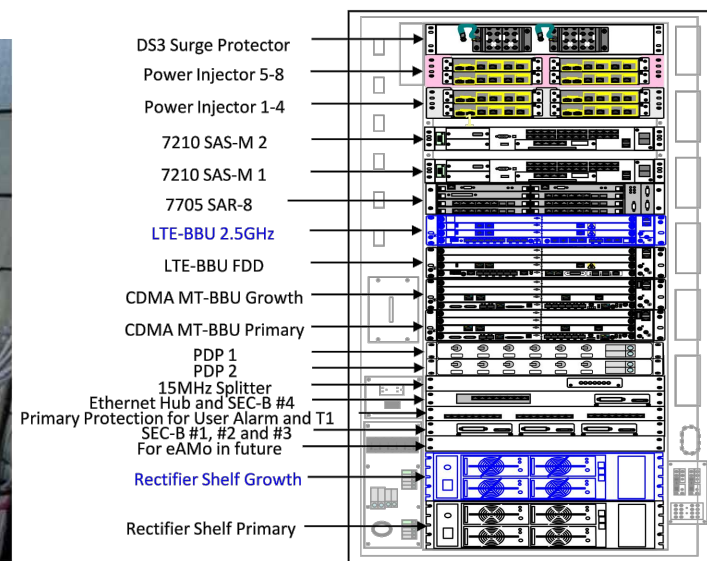 DS3 Surge Protector
Power Injector 5-8
Power Injector 1-4
7210 SAS-M 2
7210 SAS-M 1
7705 SAR-8
LTE-BBU 2.5GHz
LTE-BBU FDD
CDMA MT-BBU Growth
CDMA MT-BBU Primary
PDP 1
PDP 2
15MHz Splitter
Ethernet Hub and SEC-B #4
Primary Protection for User Alarm and T1
SEC-B #1, #2 and #3
For eAMo in future
Rectifier Shelf Growth
Rectifier Shelf Primary